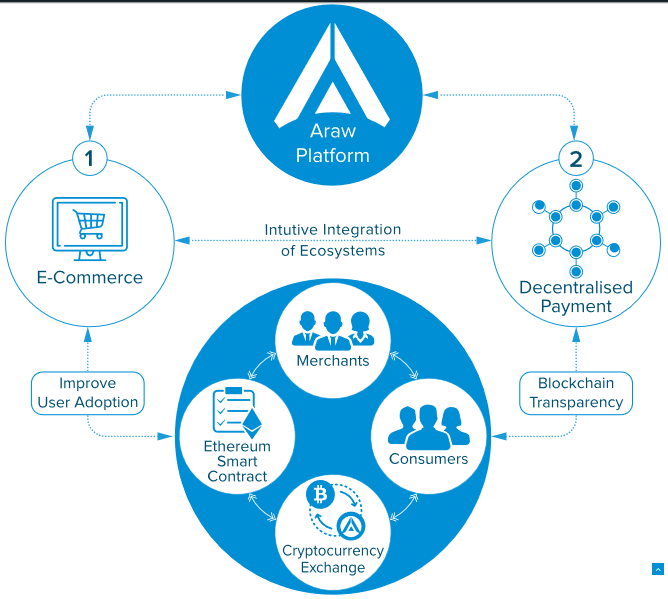 Araw
Platform
1
2
E-Commerce
Intutive Integration
of Ecosystems
Decentralised
Payment
Improve
User Adoption
Blockchain
Transparency
Merchants
Ethereum
Smart
Contract
Consumers
Cryptocurrency
Exchange